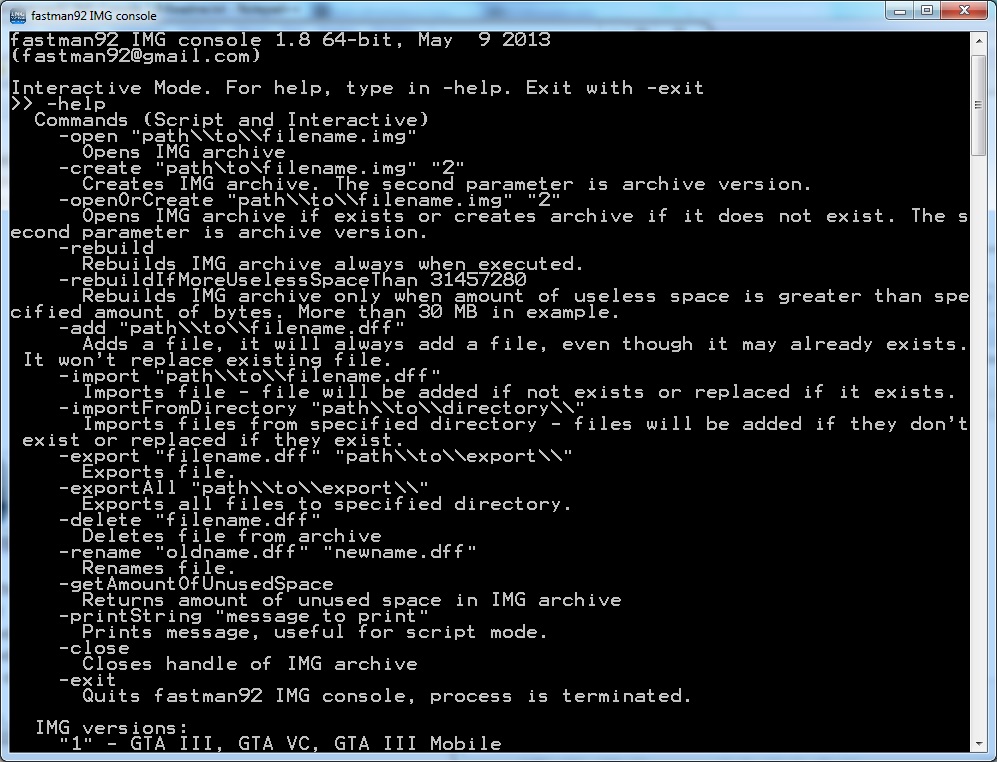 fastman92 IMG console
fastman92 IMG console 1.8 64-bit, May  9 2013
(fastman92@gmail.com)
Interactive Mode. For help, type in -help. Exit with -exit
>> -help
Commands (Script and Interactive)
-open "path\\to\\filename.img"
Opens IMG archive
-create "path\to\filename.img" "2"
Creates IMG archive. The second parameter is archive version.
-openOrCreate "path\\to\\filename.img" "2"
Opens IMG archive if exists or creates archive if it does not exist. The s
econd parameter is archive version.
-rebuild
Rebuilds IMG archive always when executed.
-rebuildIfMoreUselessSpaceThan 31457280
Rebuilds IMG archive only when amount of useless space is greater than spe
cified amount of bytes. More than 30 MB in example.
-add "path\\to\\filename.dff"
Adds a file, it will always add a file, even though it may already exists.
It won't replace existing file.
-import "path\\to\\filename.dff"
Imports file - file will be added if not exists or replaced if it exists.
-importFromDirectory "path\\to\\directory\\"
Imports files from specified directory - files will be added if they don't
exist or replaced if they exist.
-export "filename.dff" "path\\to\\export\\"
Exports file.
-exportAll "path\\to\\export\\"
Exports all files to specified directory.
-delete "filename.dff"
Deletes file from archive
-rename "oldname.dff" "newname.dff"
Renames file.
-getAmountOfUnusedSpace
Returns amount of unused space in IMG archive
-printString "message to print"
Prints message, useful for script mode.
-close
Closes handle of IMG archive
-exit
Quits fastman92 IMG console, process is terminated.
IMG versions:
"1" - GTA III, GTA VC, GTA III Mobile